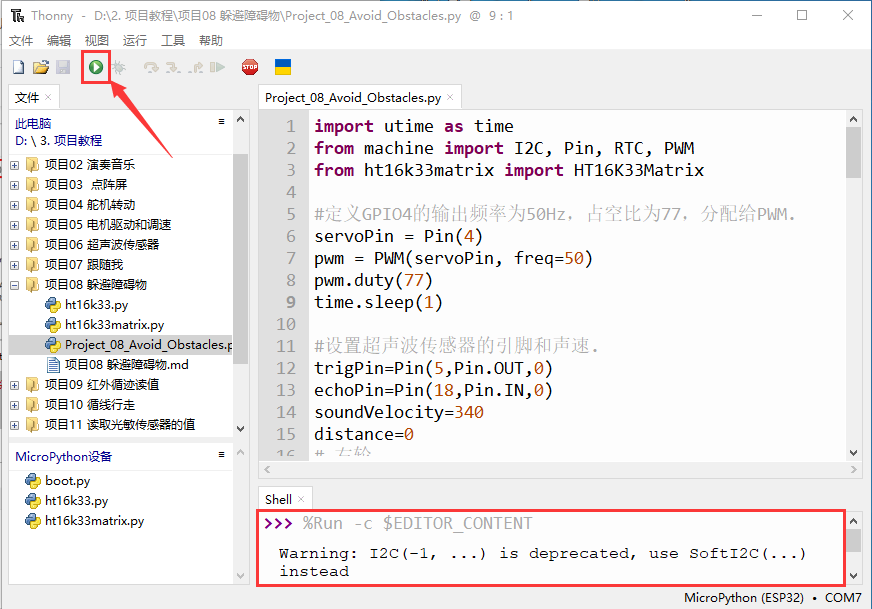 Thonny - D:\2. 项目教程\项目08 躲避障碍物\Project_08_Avoid_Obstacles.py @ 9 : 1
文件 编辑 视图 运行 工具 帮助
STOP
文件
此电脑
D: \ 3. 项目教程
项目02 演奏音乐
项目03 点阵屏
项目04 舵机转动
项目05 电机驱动和调速
项目06 超声波传感器
项目07 跟随我
项目08 躲避障碍物
ht16k33.py
ht16k33matrix.py
Project_08_Avoid_Obstacles.p
项目08 躲避障碍物.md
项目09 红外循迹读值
项目10 循线行走
项目11 读取光敏传感器的值
MicroPython设备
boot.py
ht16k33.py
ht16k33matrix.py
Project_08_Avoid_Obstacles.py
1 import utime as time
2 from machine import I2C, Pin, RTC, PWM
3 from ht16k33matrix import HT16K33Matrix
4
5 #定义GPIO4的输出频率为50Hz，占空比为77，分配给PWM.
6 servoPin = Pin(4)
7 pwm = PWM(servoPin, freq=50)
8 pwm.duty(77)
9 time.sleep(1)
10
11 #设置超声波传感器的引脚和声速.
12 trigPin=Pin(5,Pin.OUT,0)
13 echoPin=Pin(18,Pin.IN,0)
14 soundVelocity=340
15 distance=0
16 # 左轮
Shell
>>> %Run -c $EDITOR_CONTENT
Warning: I2C(-1, ...) is deprecated, use SoftI2C(...)
instead
MicroPython (ESP32) • COM7